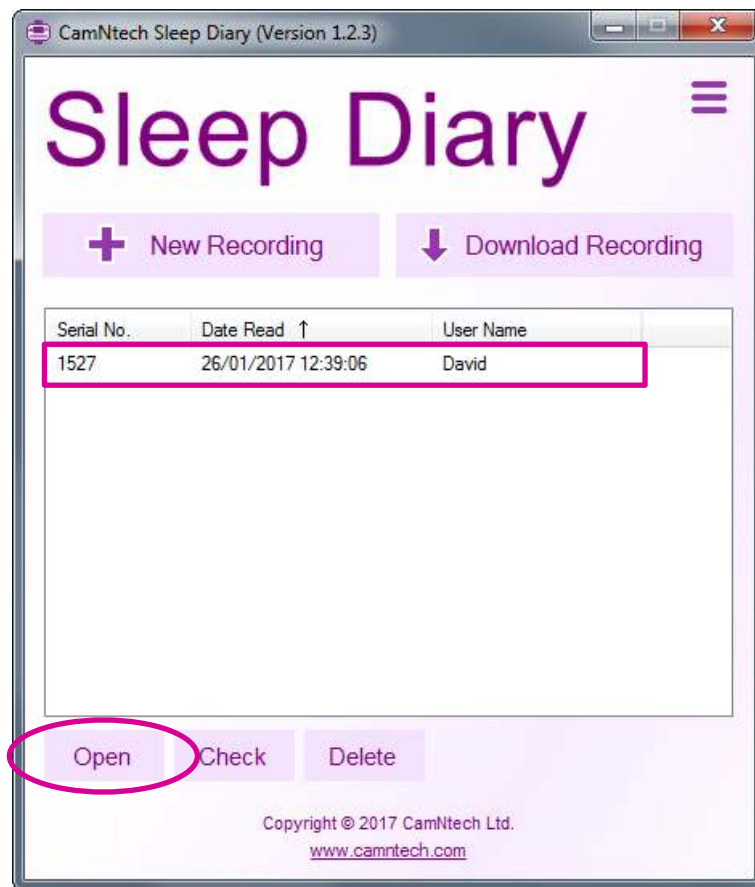 CamNtech Sleep Diary (Version 1.2.3)
Sleep Diary
New Recording Download Recording
Serial No. Date Read ↑ User Name
1527 26/01/2017 12:39:06 David
Open Check Delete
Copyright © 2017 CamNtech Ltd.
www.camntech.com